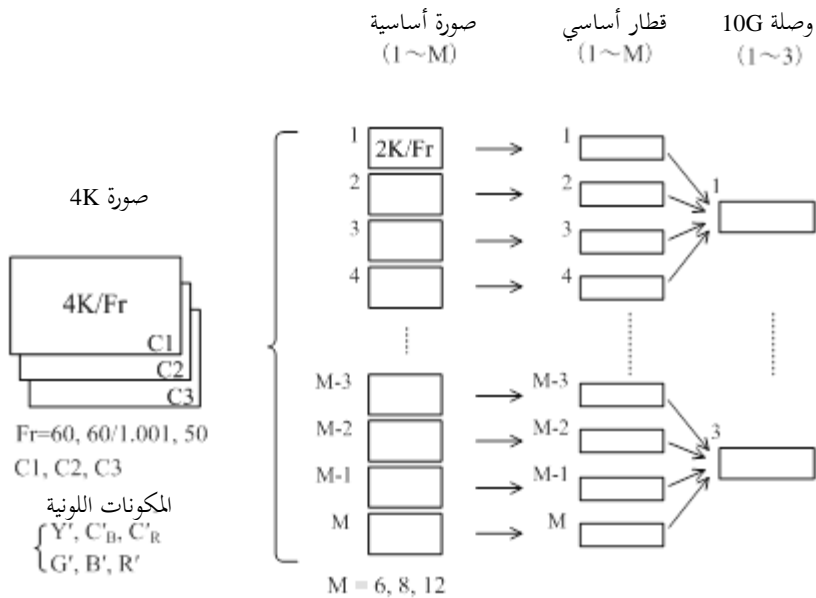 صورة أساسية
(1~M)
قطار أساسي
(1~M)
وصلة 10G
(1~3)
صورة 4K
4K/Fr
C1
C2
C3
Fr=60, 60/1.001, 50
C1, C2, C3
المكونات اللونية
Y', C'B, C'R
G', B', R'
1
2K/Fr
2
3
4
M-3
M-2
M-1
M
M = 6, 8, 12
1
2
3
4
M-3
M-2
M-1
M
1
3